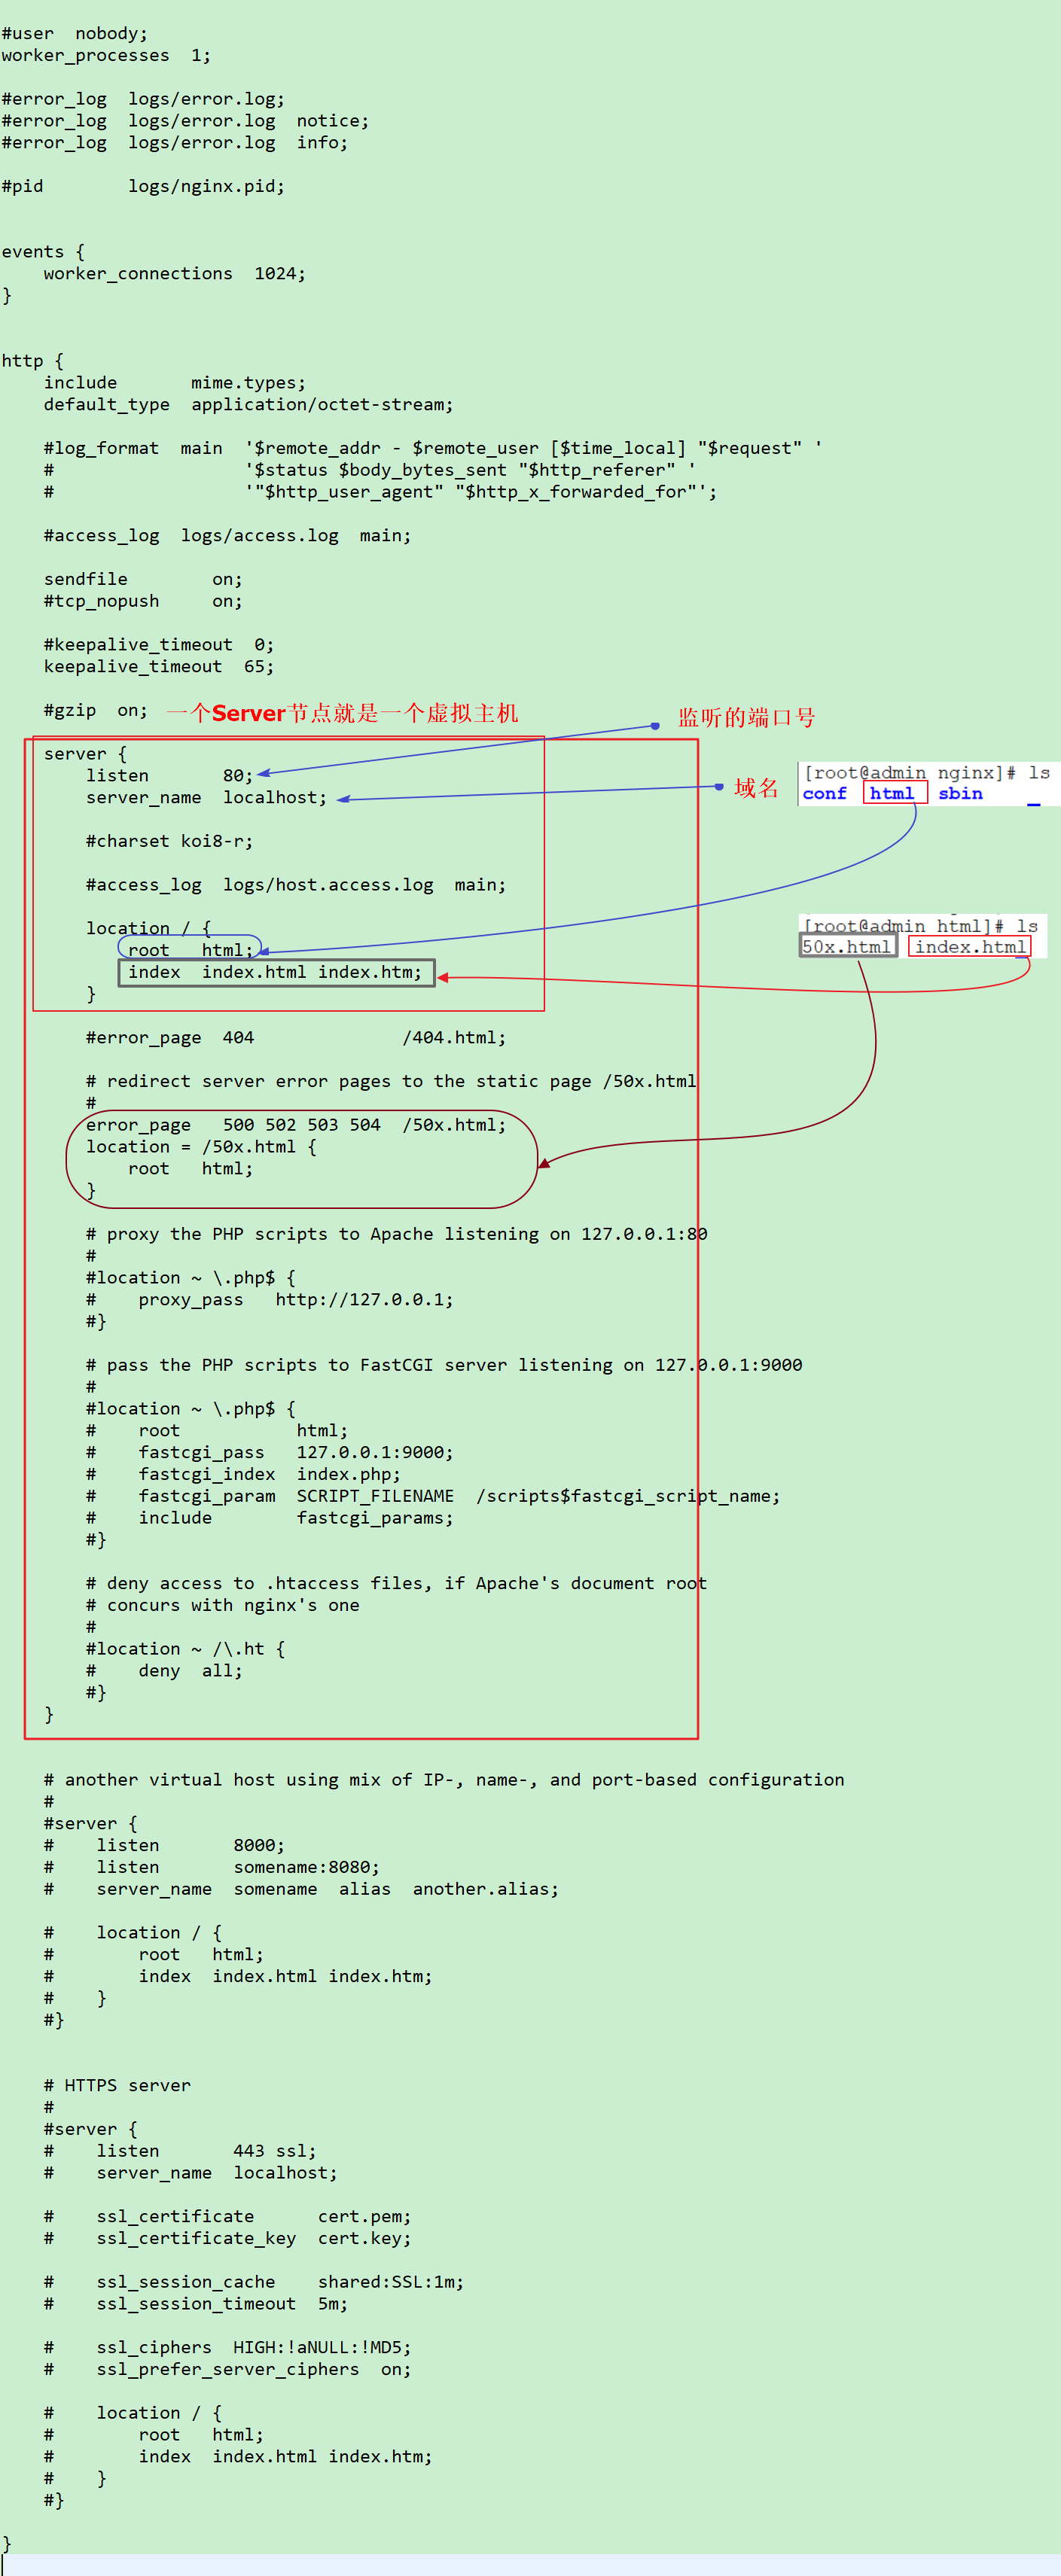 #user  nobody;
worker_processes  1;

#error_log  logs/error.log;
#error_log  logs/error.log  notice;
#error_log  logs/error.log  info;

#pid        logs/nginx.pid;


events {
    worker_connections  1024;
}


http {
    include       mime.types;
    default_type  application/octet-stream;

    #log_format  main  '$remote_addr - $remote_user [$time_local] "$request" '
    #                  '$status $body_bytes_sent "$http_referer" '
    #                  '"$http_user_agent" "$http_x_forwarded_for"';

    #access_log  logs/access.log  main;

    sendfile        on;
    #tcp_nopush     on;

    #keepalive_timeout  0;
    keepalive_timeout  65;

    #gzip  on;
一个Server节点就是一个虚拟主机
监听的端口号
    server {
        listen       80;
        server_name  localhost;
域名
[root@admin nginx]# ls
conf  html  sbin

        #charset koi8-r;

        #access_log  logs/host.access.log  main;

        location / {
            root   html;
            index  index.html index.htm;
        }
[root@admin html]# ls
50x.html  index.html

        #error_page  404              /404.html;

        # redirect server error pages to the static page /50x.html
        #
        error_page   500 502 503 504  /50x.html;
        location = /50x.html {
            root   html;
        }

        # proxy the PHP scripts to Apache listening on 127.0.0.1:80
        #
        #location ~ \.php$ {
        #    proxy_pass   http://127.0.0.1;
        #}

        # pass the PHP scripts to FastCGI server listening on 127.0.0.1:9000
        #
        #location ~ \.php$ {
        #    root           html;
        #    fastcgi_pass   127.0.0.1:9000;
        #    fastcgi_index  index.php;
        #    fastcgi_param  SCRIPT_FILENAME  /scripts$fastcgi_script_name;
        #    include        fastcgi_params;
        #}

        # deny access to .htaccess files, if Apache's document root
        # concurs with nginx's one
        #
        #location ~ /\.ht {
        #    deny  all;
        #}
    }


    # another virtual host using mix of IP-, name-, and port-based configuration
    #
    #server {
    #    listen       8000;
    #    listen       somename:8080;
    #    server_name  somename  alias  another.alias;

    #    location / {
    #        root   html;
    #        index  index.html index.htm;
    #    }
    #}


    # HTTPS server
    #
    #server {
    #    listen       443 ssl;
    #    server_name  localhost;

    #    ssl_certificate      cert.pem;
    #    ssl_certificate_key  cert.key;

    #    ssl_session_cache    shared:SSL:1m;
    #    ssl_session_timeout  5m;

    #    ssl_ciphers  HIGH:!aNULL:!MD5;
    #    ssl_prefer_server_ciphers  on;

    #    location / {
    #        root   html;
    #        index  index.html index.htm;
    #    }
    #}

}